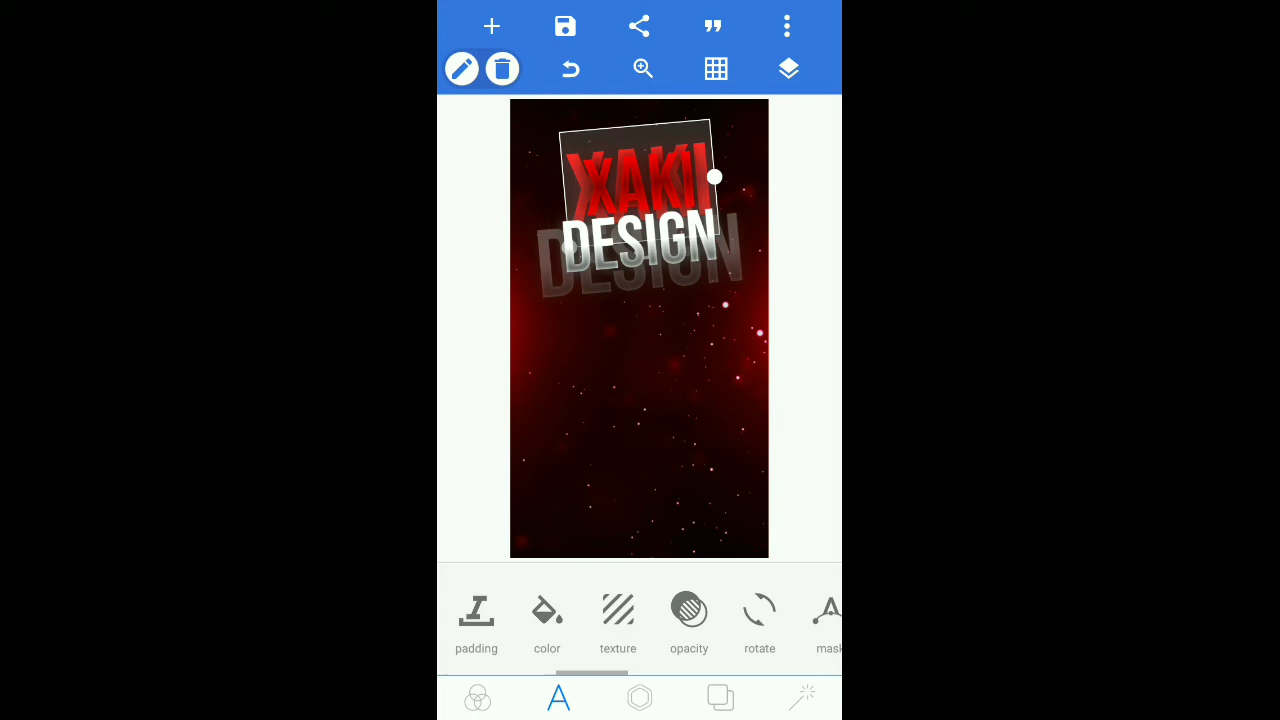 XAKI
DESIGN
DESIGN
padding
color
texture
opacity
rotate
mask